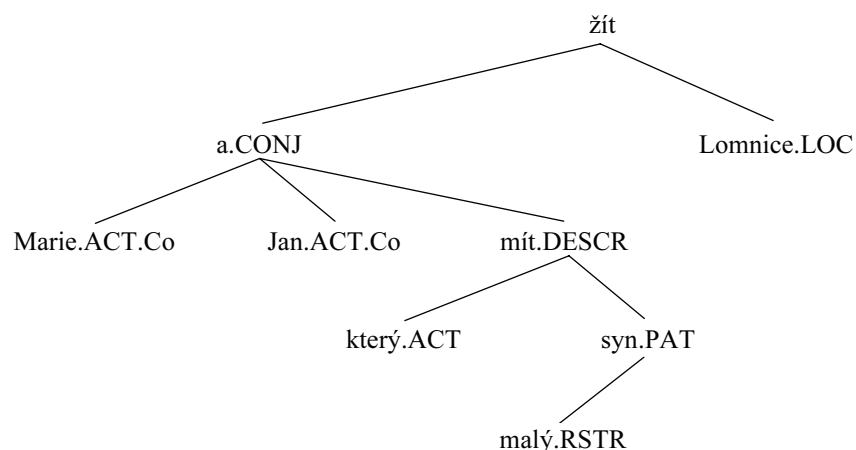 žít
a.CONJ Lomnice.LOC
Marie.ACT.Co Jan.ACT.Co mít.DESCR
který.ACT syn.PAT
malý.RSTR